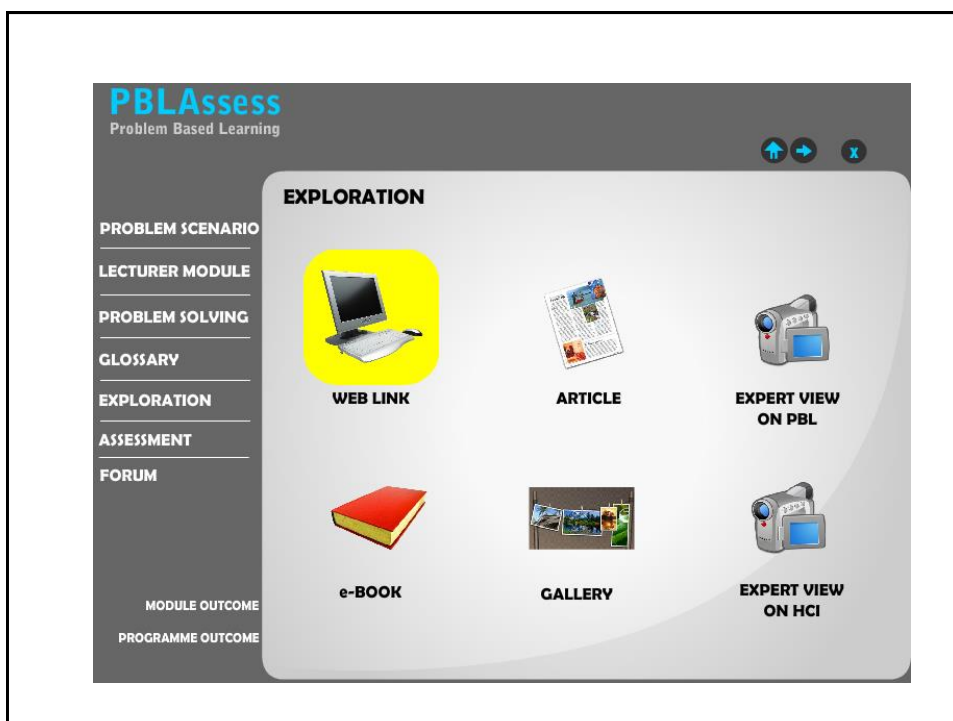 PBLAssess
Problem Based Learning
X
EXPLORATION
PROBLEM SCENARIO
LECTURER MODULE
PROBLEM SOLVING
GLOSSARY
EXPLORATION
ASSESSMENT
FORUM
MODULE OUTCOME
PROGRAMME OUTCOME
WEB LINK
ARTICLE
EXPERT VIEW
ON PBL
e-BOOK
GALLERY
EXPERT VIEW
ON HCI